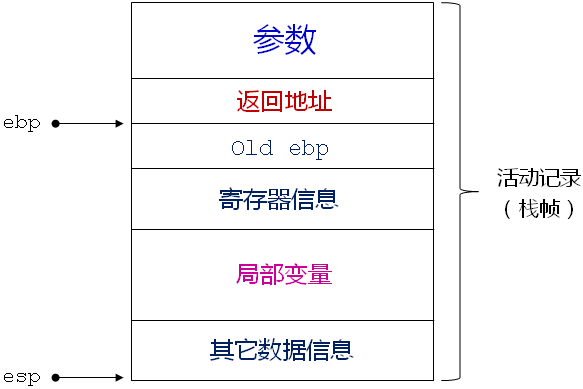 参数
返回地址
ebp
Old ebp
寄存器信息
活动记录
（栈帧）
局部变量
其它数据信息
esp